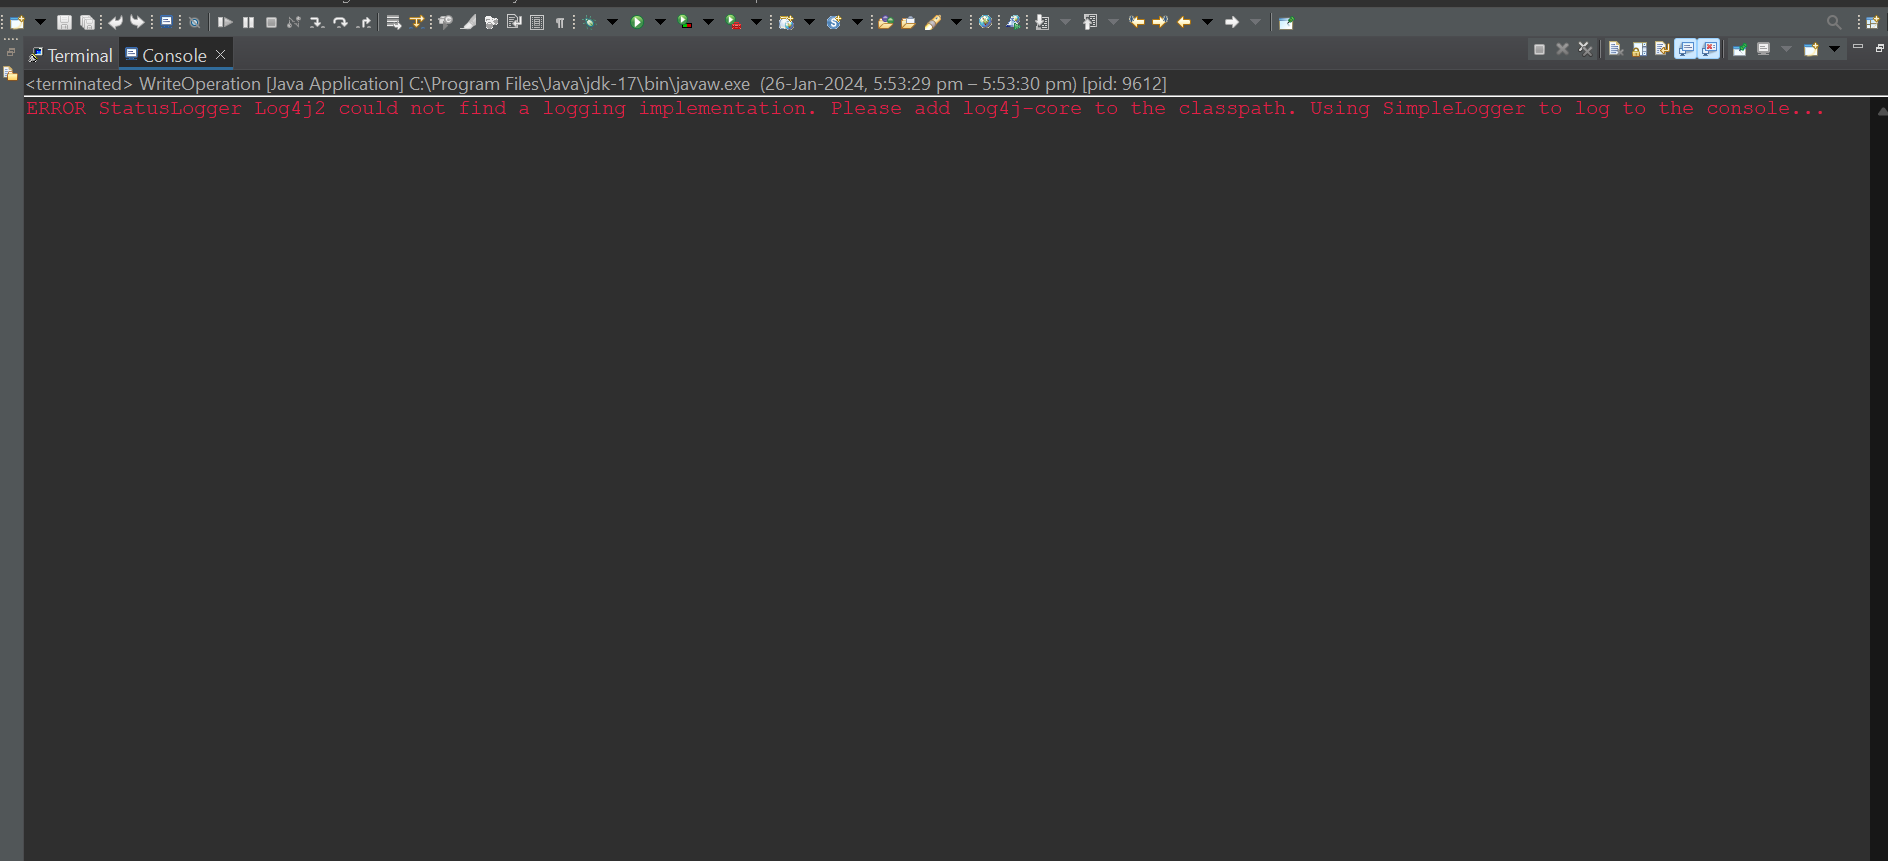 Terminal Console
<terminated> WriteOperation [Java Application] C:\Program Files\Java\jdk-17\bin\javaw.exe (26-Jan-2024, 5:53:29 pm – 5:53:30 pm) [pid: 9612]
ERROR StatusLogger Log4j2 could not find a logging implementation. Please add log4j-core to the classpath. Using SimpleLogger to log to the console...